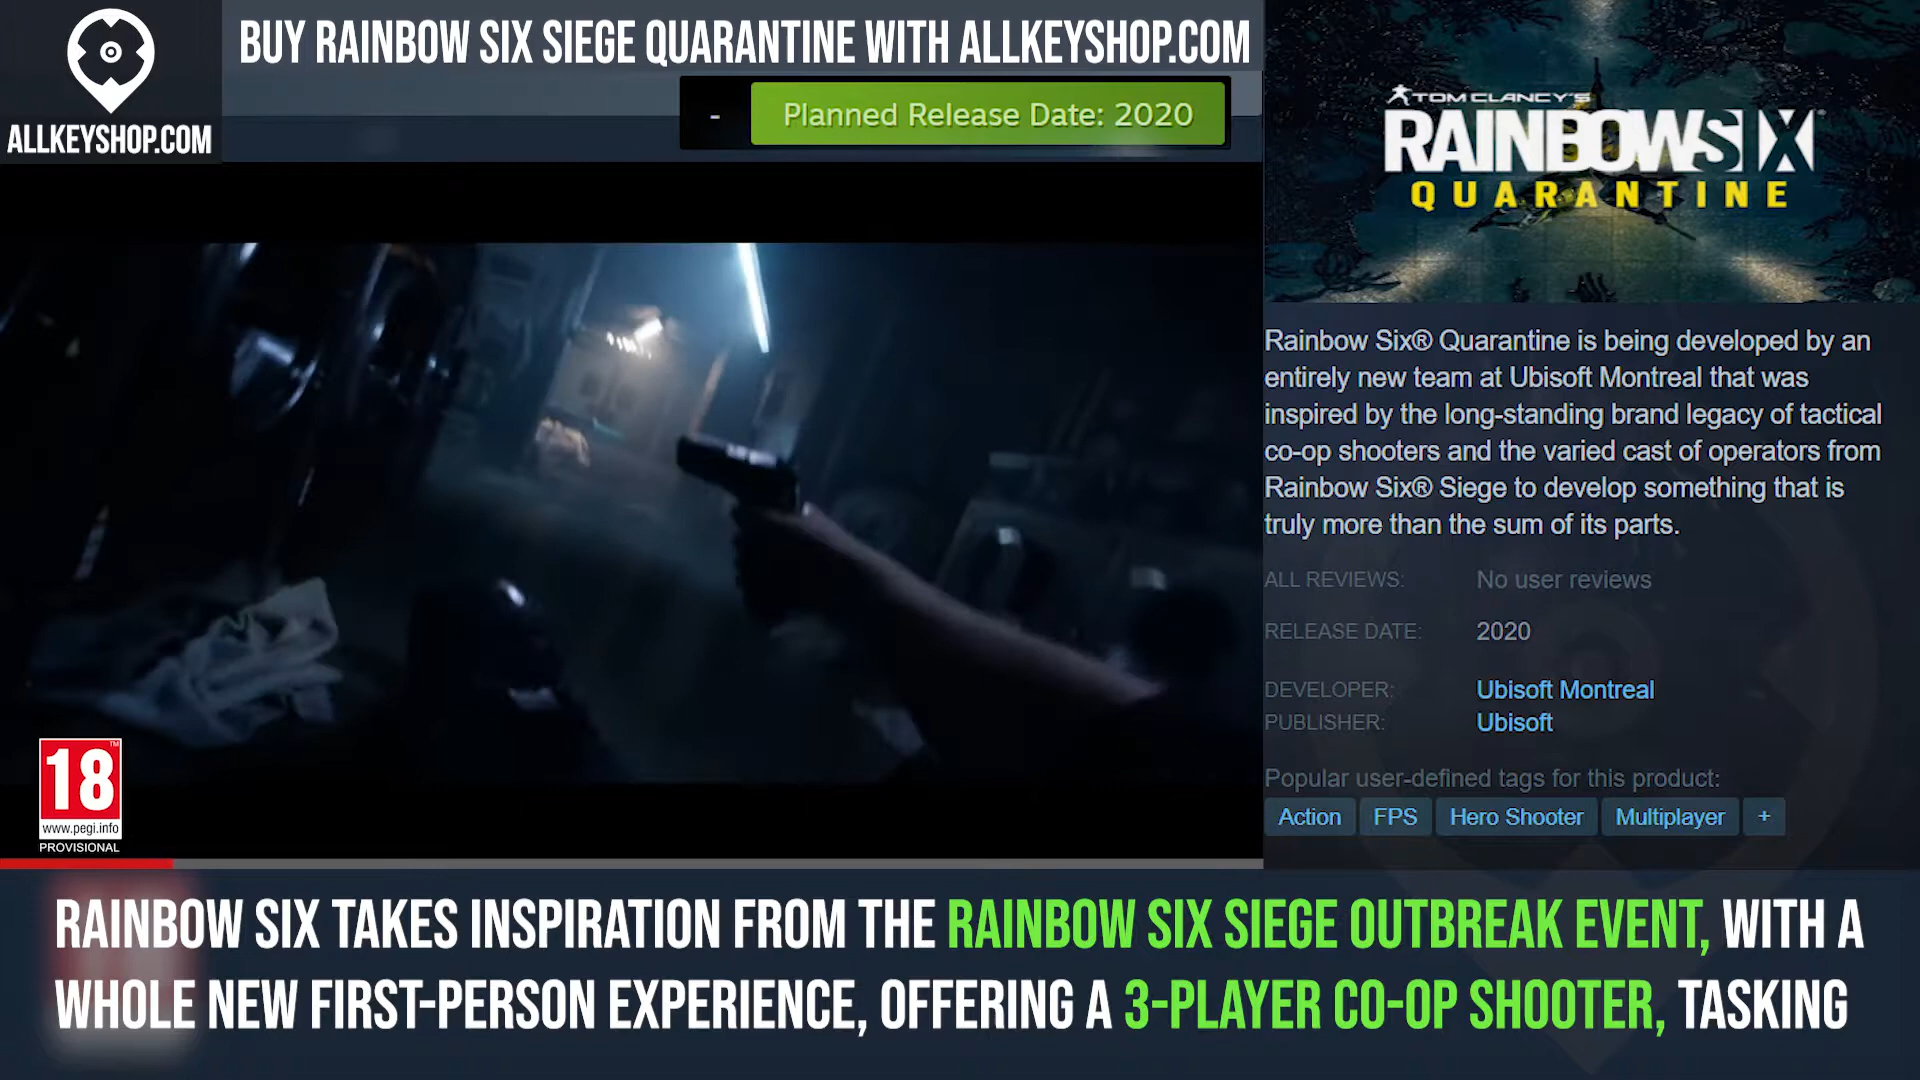 ALLKEYSHOP.COM
BUY RAINBOW SIX SIEGE QUARANTINE WITH ALLKEYSHOP.COM
- Planned Release Date: 2020
TOM CLANCY'S
RAINBOW SIX
QUARANTINE
Rainbow Six® Quarantine is being developed by an
entirely new team at Ubisoft Montreal that was
inspired by the long-standing brand legacy of tactical
co-op shooters and the varied cast of operators from
Rainbow Six® Siege to develop something that is
truly more than the sum of its parts.
ALL REVIEWS: No user reviews
RELEASE DATE: 2020
DEVELOPER: Ubisoft Montreal
PUBLISHER: Ubisoft
Popular user-defined tags for this product:
Action FPS Hero Shooter Multiplayer +
18™
www.pegi.info
PROVISIONAL
RAINBOW SIX TAKES INSPIRATION FROM THE RAINBOW SIX SIEGE OUTBREAK EVENT, WITH A
WHOLE NEW FIRST-PERSON EXPERIENCE, OFFERING A 3-PLAYER CO-OP SHOOTER, TASKING